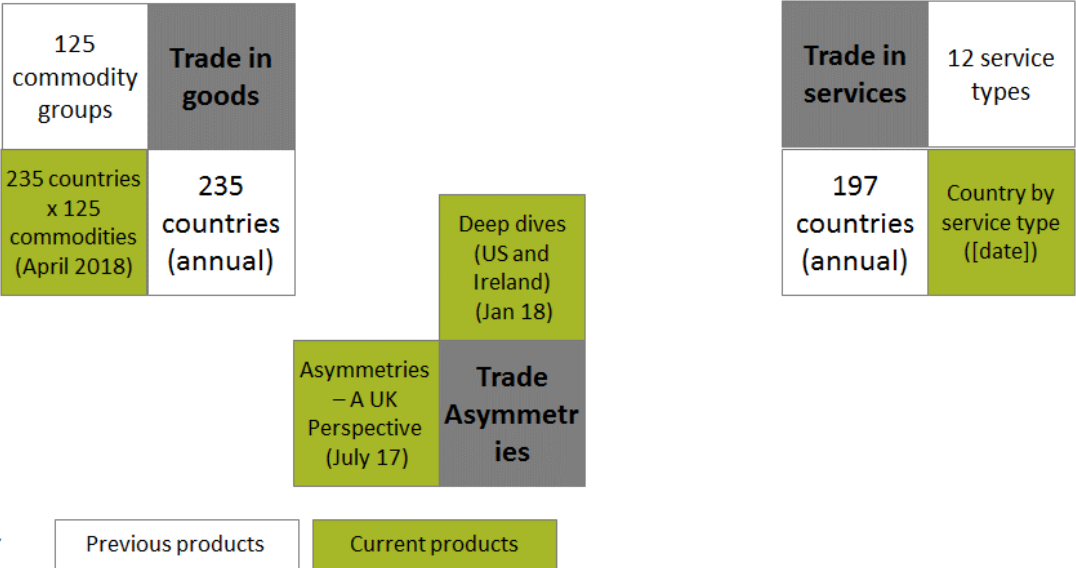 125
commodity
groups
Trade in
goods
235 countries
x 125
commodities
(April 2018)
235
countries
(annual)
Trade in
services
12 service
types
197
countries
(annual)
Country by
service type
([date])
Deep dives
(US and
Ireland)
(Jan 18)
Asymmetries
– A UK
Perspective
(July 17)
Trade
Asymmetr
ies
Previous products
Current products